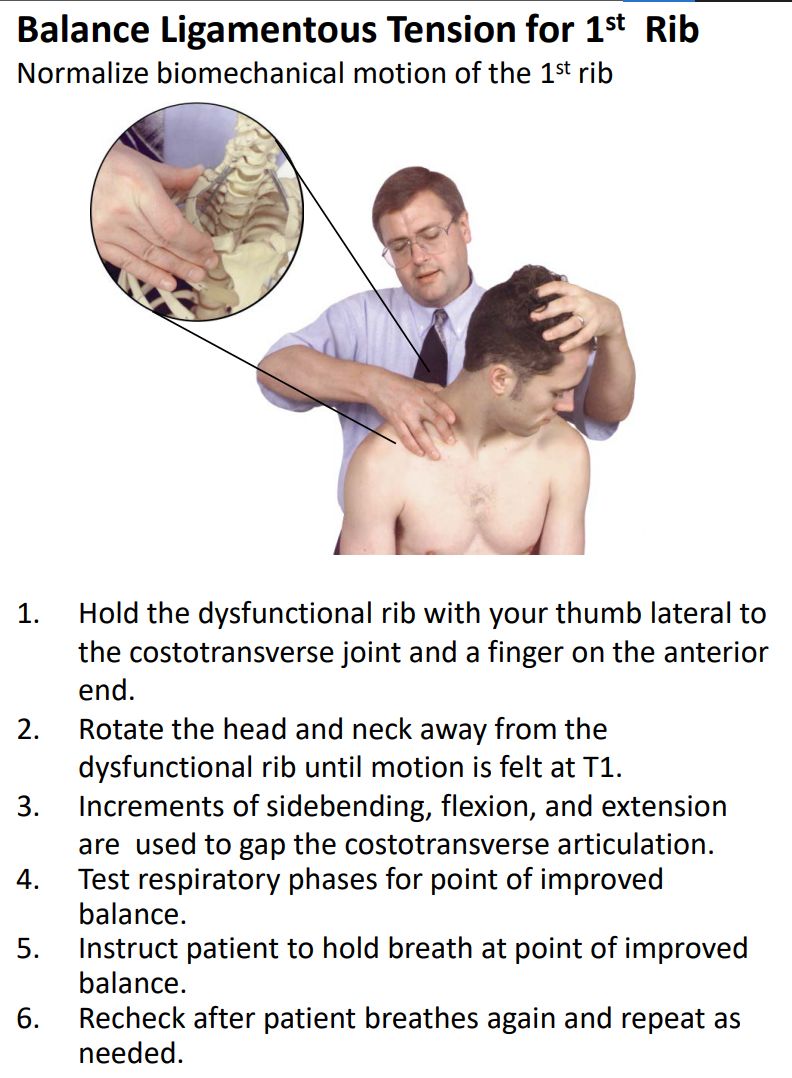 Balance Ligamentous Tension for 1st Rib
Normalize biomechanical motion of the 1st rib
1. Hold the dysfunctional rib with your thumb lateral to
the costotransverse joint and a finger on the anterior
end.
2. Rotate the head and neck away from the
dysfunctional rib until motion is felt at T1.
3. Increments of sidebending, flexion, and extension
are used to gap the costotransverse articulation.
4. Test respiratory phases for point of improved
balance.
5. Instruct patient to hold breath at point of improved
balance.
6. Recheck after patient breathes again and repeat as
needed.